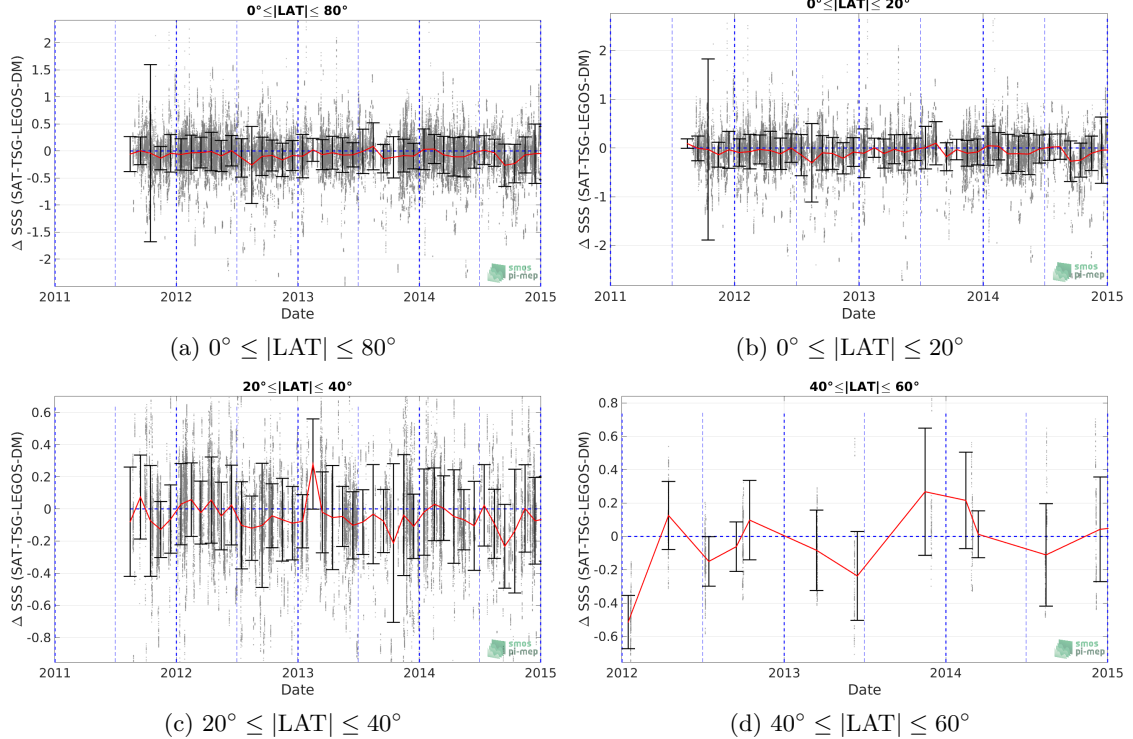 0°≤|LAT|≤ 80°
Δ SSS (SAT-TSG-LEGOS-DM)
2
1.5
1
0.5
0
-0.5
-1
-1.5
-2
smos
pi-mep
2011 2012 2013 2014 2015
Date
(a) 0° ≤ |LAT| ≤ 80°
0°≤|LAT|≤ 20°
Δ SSS (SAT-TSG-LEGOS-DM)
2
1
0
-1
-2
smos
pi-mep
2011 2012 2013 2014 2015
Date
(b) 0° ≤ |LAT| ≤ 20°
20°≤|LAT|≤ 40°
Δ SSS (SAT-TSG-LEGOS-DM)
0.6
0.4
0.2
0
-0.2
-0.4
-0.6
-0.8
smos
pi-mep
2011 2012 2013 2014 2015
Date
(c) 20° ≤ |LAT| ≤ 40°
40°≤|LAT|≤ 60°
Δ SSS (SAT-TSG-LEGOS-DM)
0.8
0.6
0.4
0.2
0
-0.2
-0.4
-0.6
smos
pi-mep
2012 2013 2014 2015
Date
(d) 40° ≤ |LAT| ≤ 60°